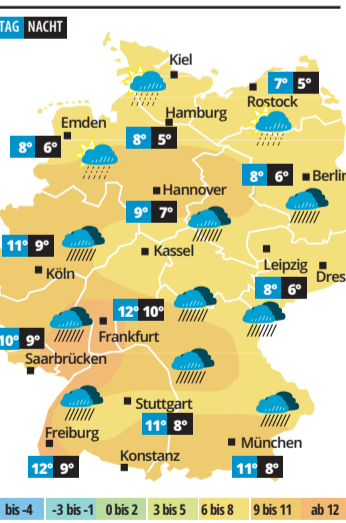 TAG NACHT
Kiel
7° 5°
Rostock
Hamburg
Emden
8° 5°
8° 6°
8° 6°
Berlin
Hannover
9° 7°
11° 9°
Kassel
Leipzig
Köln
Dres
8° 6°
12° 10°
10° 9°
Frankfurt
Saarbrücken
Stuttgart
11° 8°
Freiburg
München
Konstanz
12° 9°
11° 8°
bis -4 -3 bis -1 0 bis 2 3 bis 5 6 bis 8 9 bis 11 ab 12